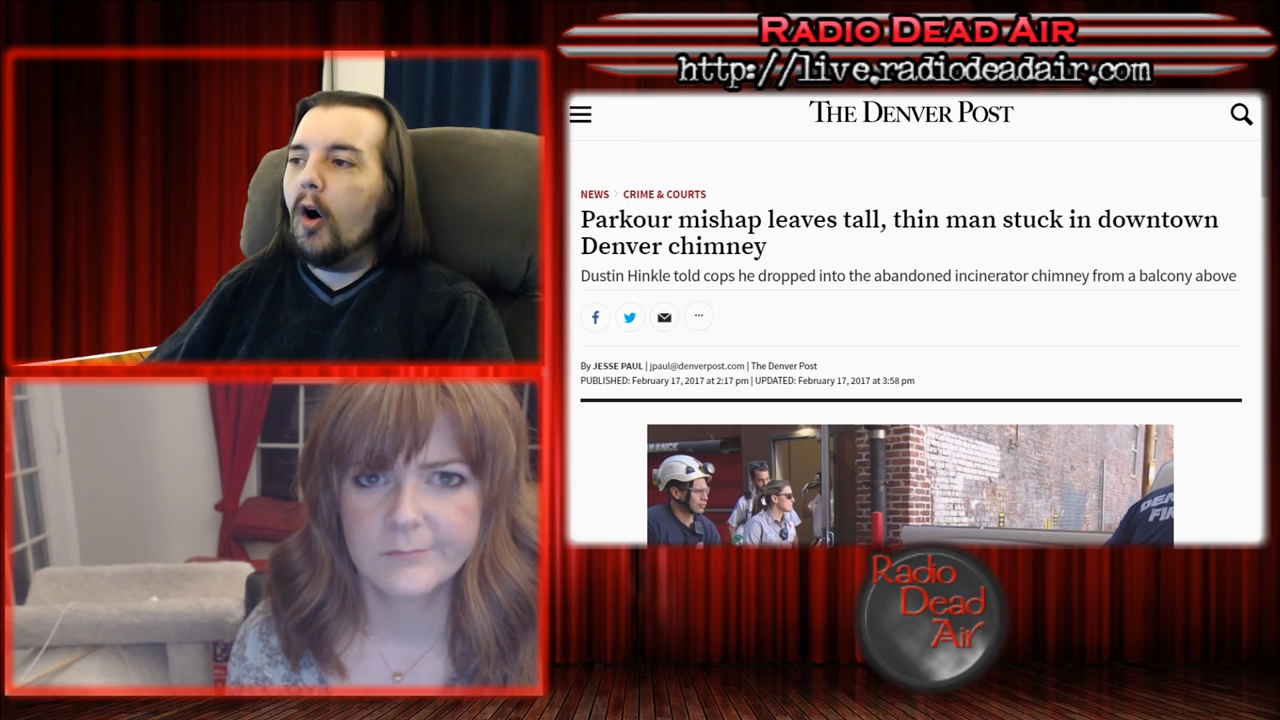 RADIO DEAD AIR
http://live.radiodeadair.com
THE DENVER POST
NEWS > CRIME & COURTS
Parkour mishap leaves tall, thin man stuck in downtown
Denver chimney
Dustin Hinkle told cops he dropped into the abandoned incinerator chimney from a balcony above
By JESSE PAUL | jpaul@denverpost.com | The Denver Post
PUBLISHED: February 17, 2017 at 2:17 pm | UPDATED: February 17, 2017 at 3:58 pm
Radio
Dead
Air